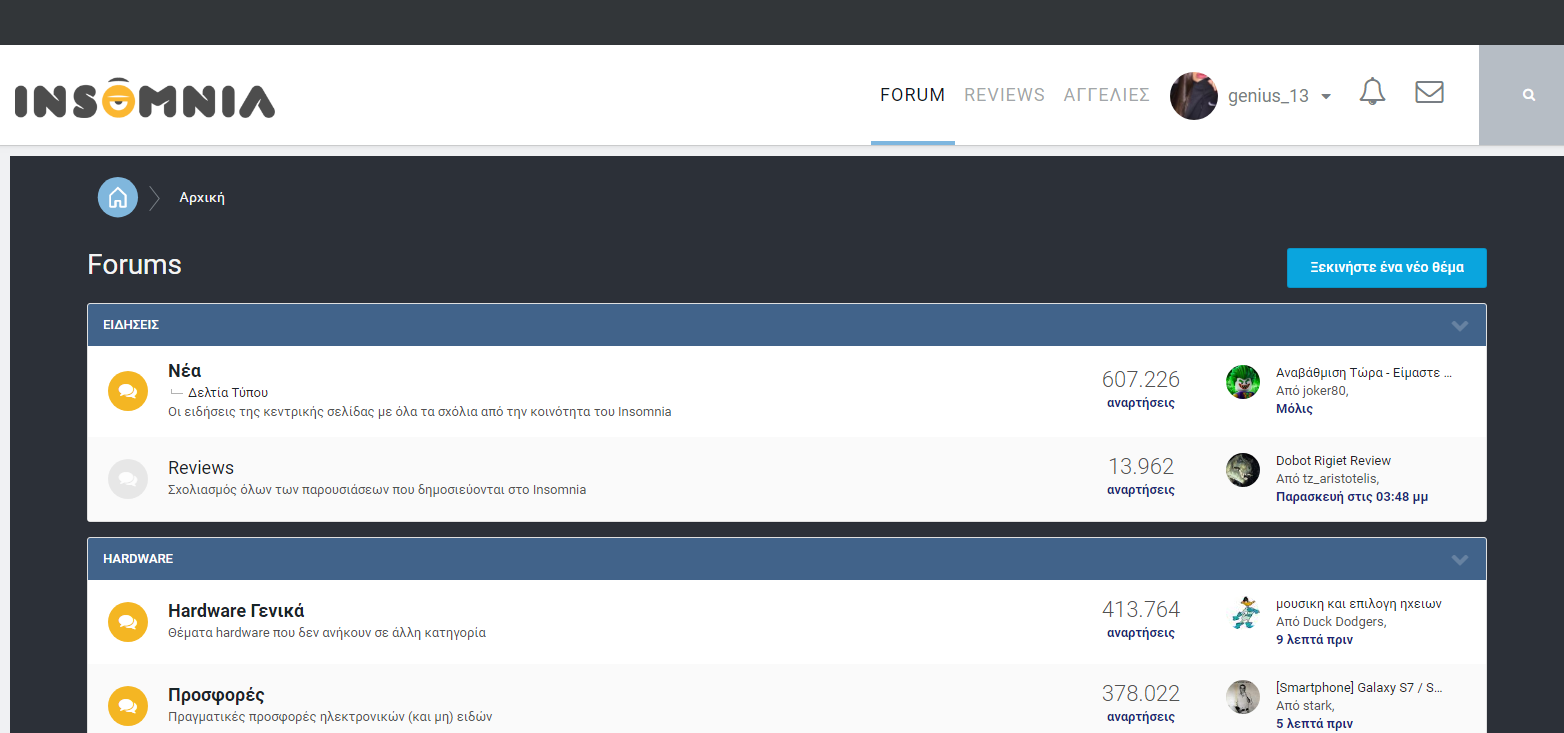 INSOMNIA
FORUM REVIEWS ΑΓΓΕΛΙΕΣ genius_13
Αρχική
Forums
Ξεκινήστε ένα νέο θέμα
ΕΙΔΗΣΕΙΣ
Νέα
Δελτία Τύπου
Οι ειδήσεις της κεντρικής σελίδας με όλα τα σχόλια από την κοινότητα του Insomnia
607.226
αναρτήσεις
Αναβάθμιση Τώρα - Είμαστε ...
Από joker80,
Μόλις
Reviews
Σχολιασμός όλων των παρουσιάσεων που δημοσιεύονται στο Insomnia
13.962
αναρτήσεις
Dobot Rigiet Review
Από tz_aristotelis,
Παρασκευή στις 03:48 μμ
HARDWARE
Hardware Γενικά
Θέματα hardware που δεν ανήκουν σε άλλη κατηγορία
413.764
αναρτήσεις
μουσικη και επιλογη ηχειων
Από Duck Dodgers,
9 λεπτά πριν
Προσφορές
Πραγματικές προσφορές ηλεκτρονικών (και μη) ειδών
378.022
αναρτήσεις
[Smartphone] Galaxy S7 / S...
Από stark,
5 λεπτά πριν